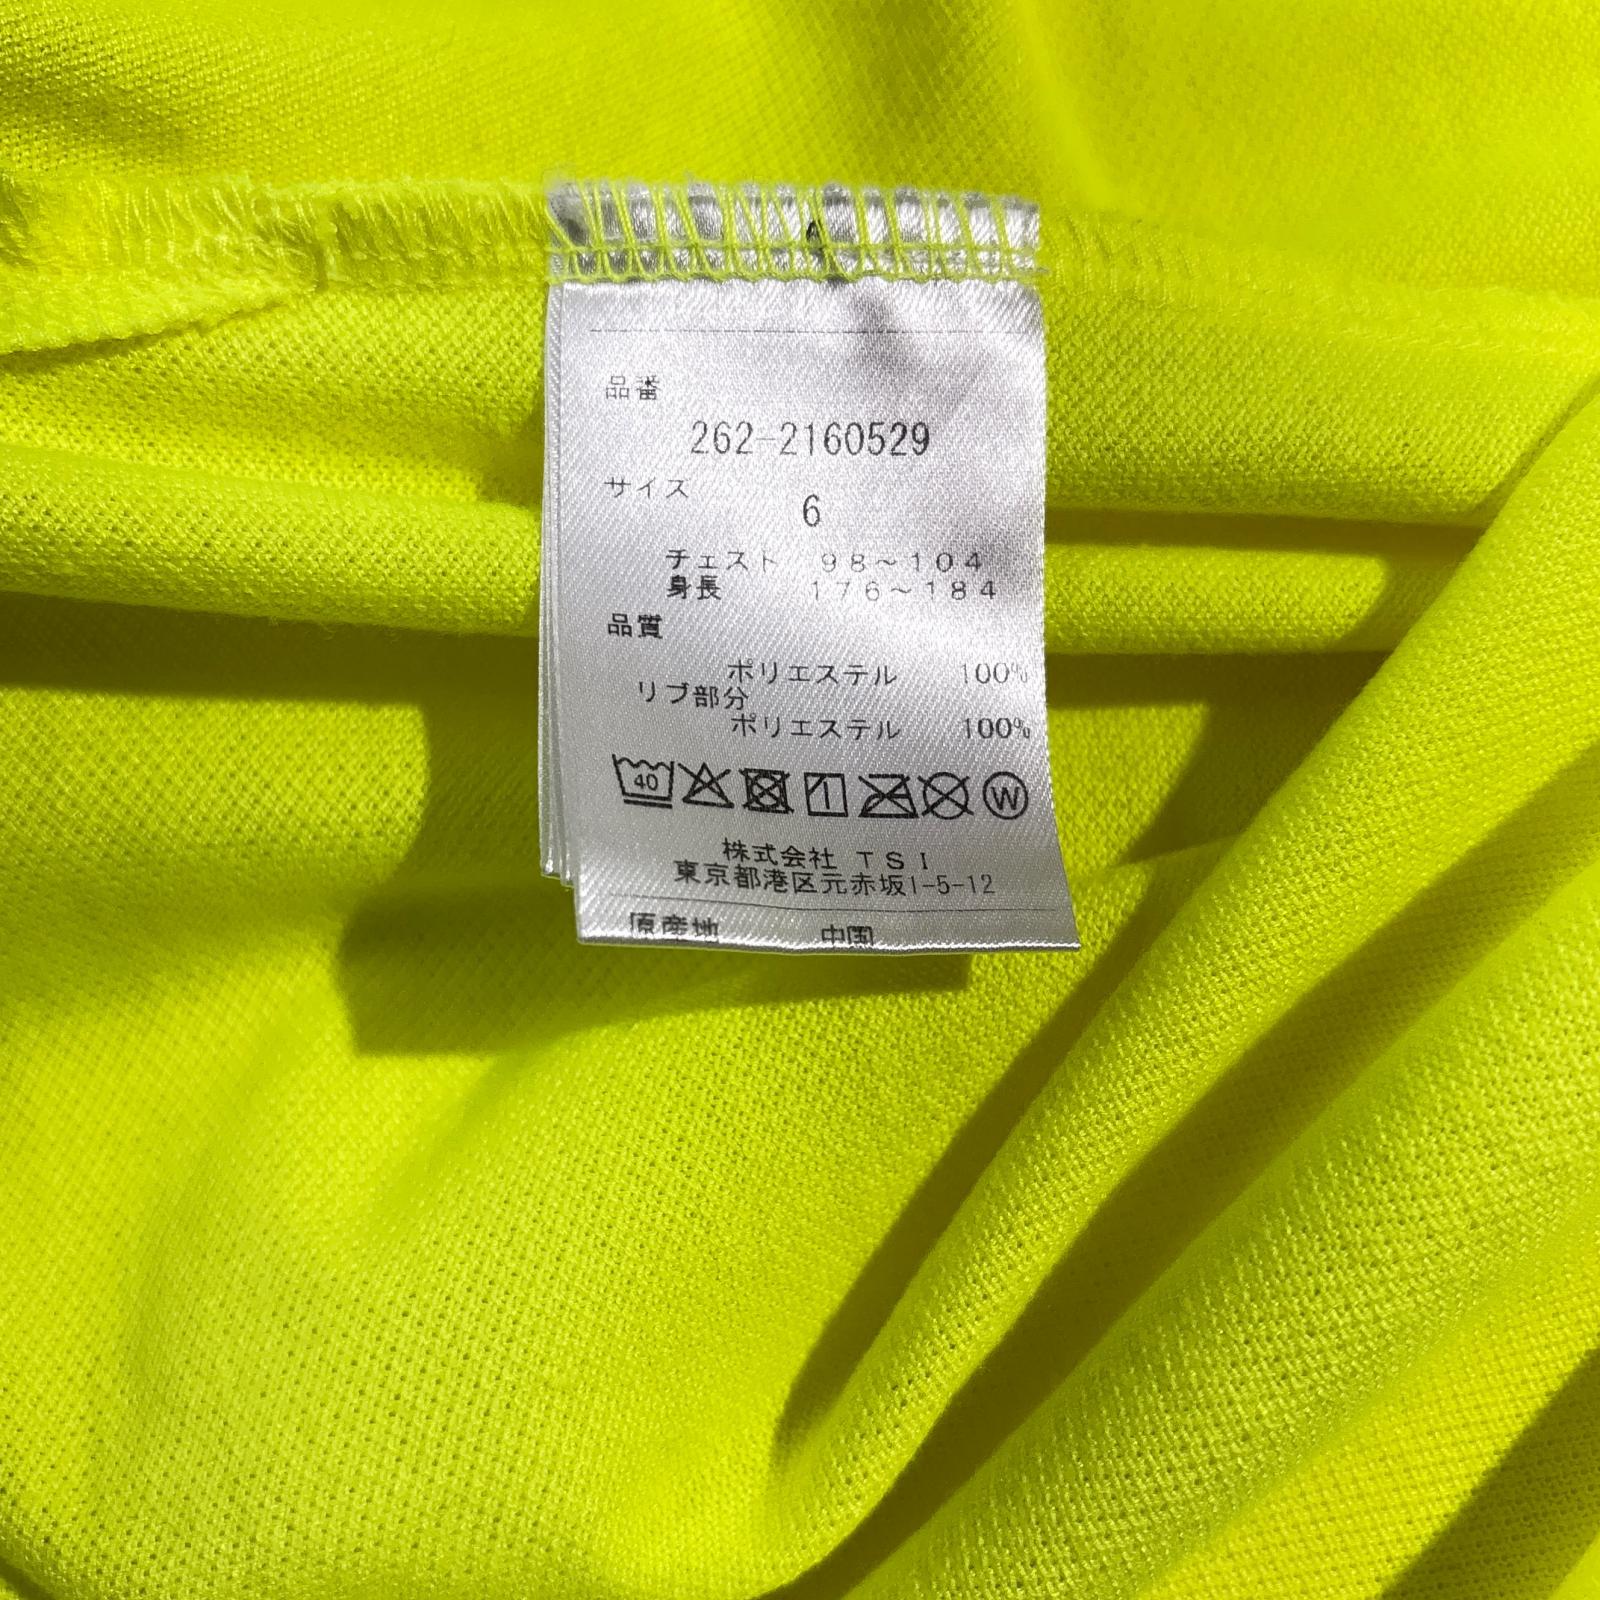 品番
262-2160529
サイズ
6
チェスト 98~104
身長 176~184
品質
ポリエステル 100%
リブ部分
ポリエステル 100%
40
W
株式会社 TSI
東京都港区元赤坂1-5-12
原産地 中国